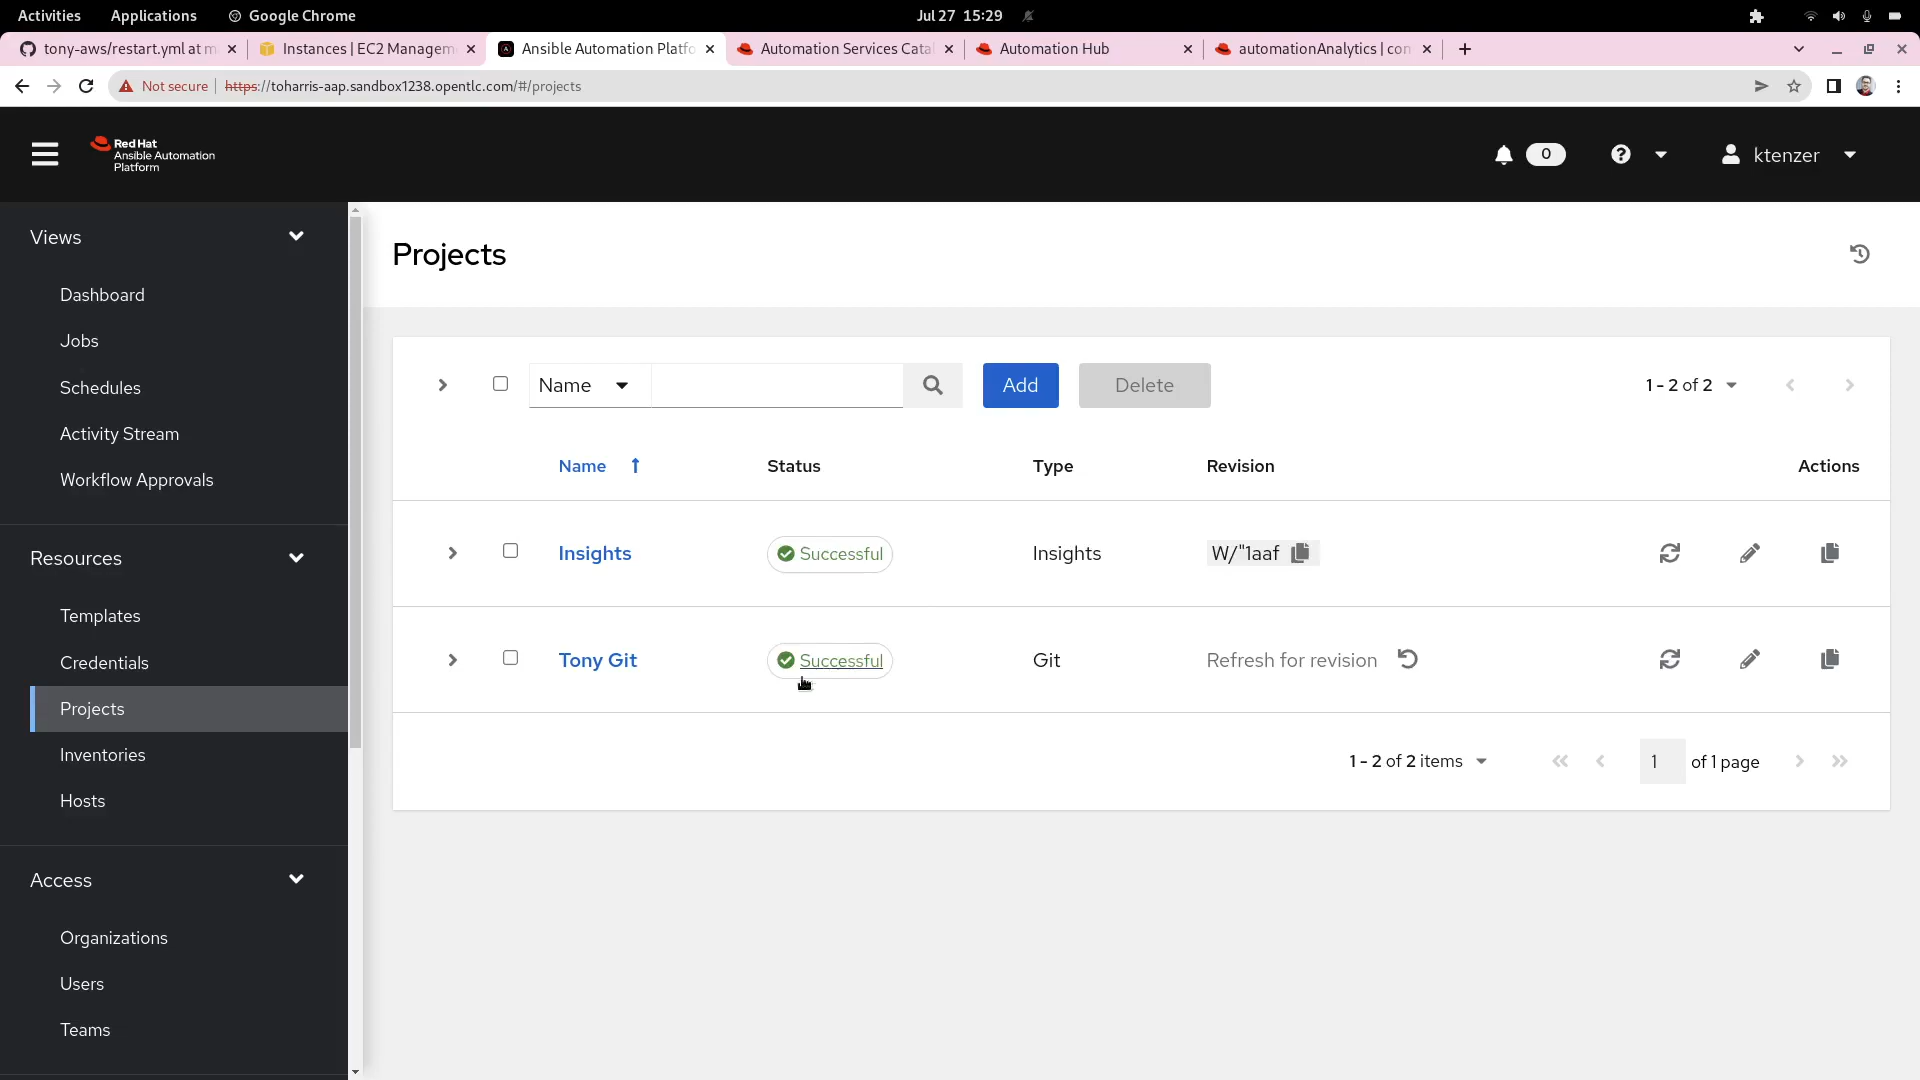 Activities Applications Google Chrome Jul 27 15:29
tony-aws/restart.yml at m Instances | EC2 Managem Ansible Automation Platfo Automation Services Cata Automation Hub automationAnalytics | con
Not secure https://toharris-aap.sandbox1238.opentlc.com/#/projects
Red Hat
Ansible Automation
Platform
0 ktenzer
Views
Dashboard
Jobs
Schedules
Activity Stream
Workflow Approvals
Resources
Templates
Credentials
Projects
Inventories
Hosts
Access
Organizations
Users
Teams
Projects
Name Add Delete 1 - 2 of 2
Name Status Type Revision Actions
Insights Successful Insights W/"1aaf
Tony Git Successful Git Refresh for revision
1 - 2 of 2 items 1 of 1 page